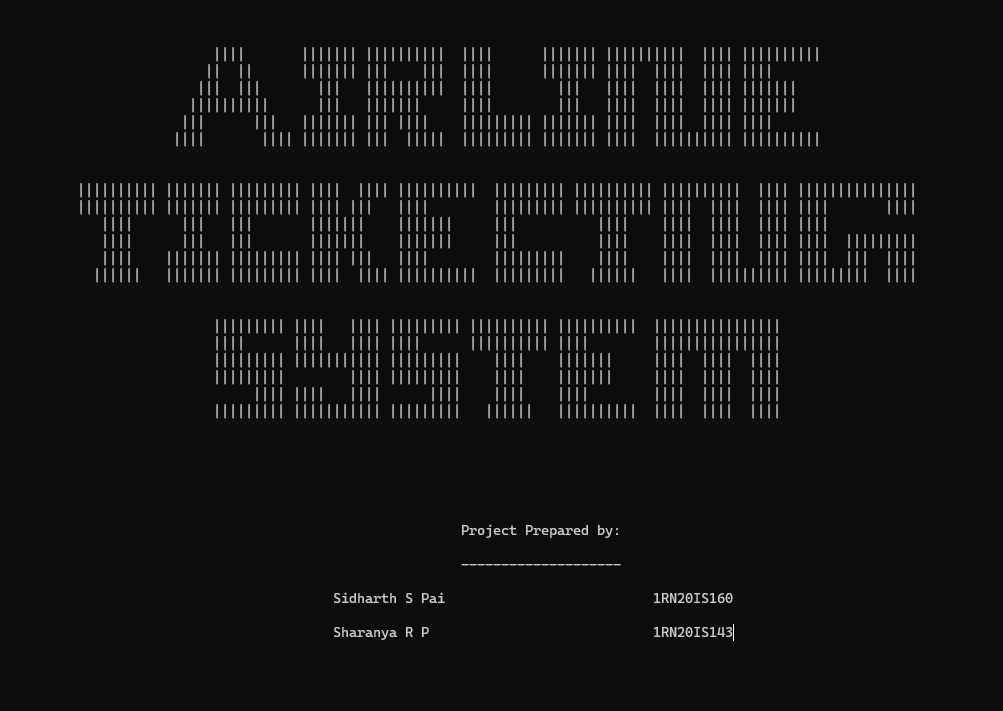 AIRLINE
TICKETING
SYSTEM
Project Prepared by:
--------------------
Sidharth S Pai 1RN20IS160
Sharanya R P 1RN20IS143